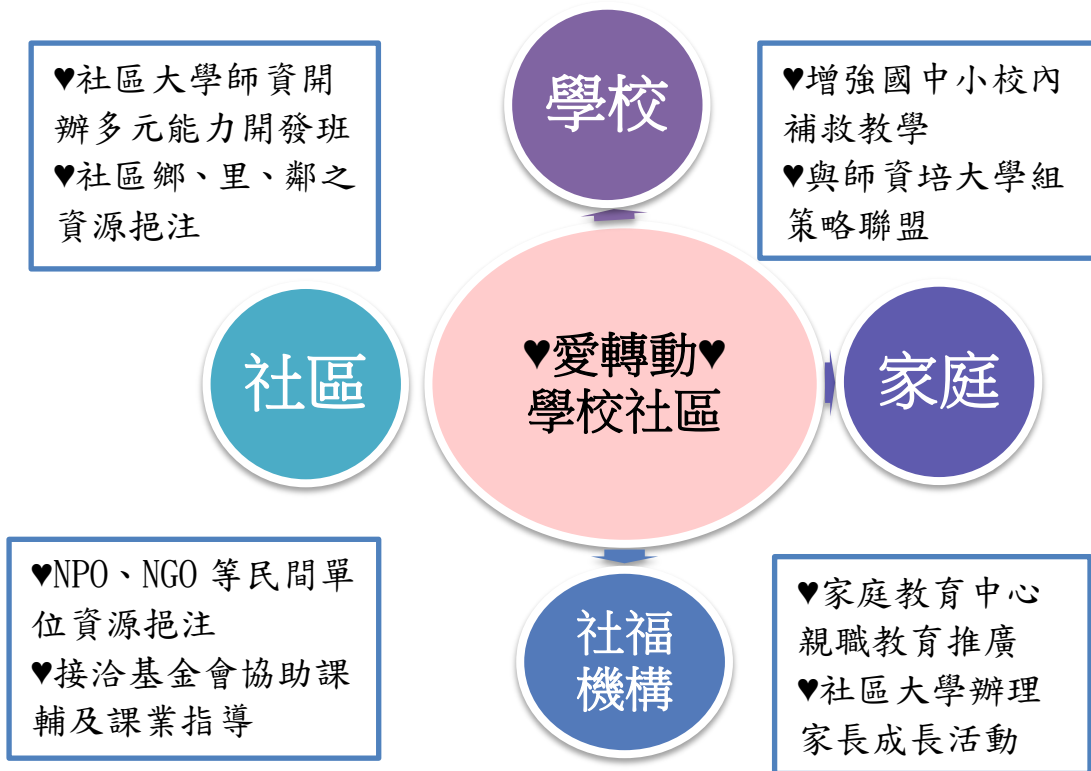 ♥社區大學師資開
辦多元能力開發班
♥社區鄉、里、鄰之
資源挹注
學校
♥增強國中小校內
補救教學
♥與師資培大學組
策略聯盟
社區
♥愛轉動♥
學校社區
家庭
♥NPO、NGO 等民間單
位資源挹注
♥接洽基金會協助課
輔及課業指導
社福
機構
♥家庭教育中心
親職教育推廣
♥社區大學辦理
家長成長活動